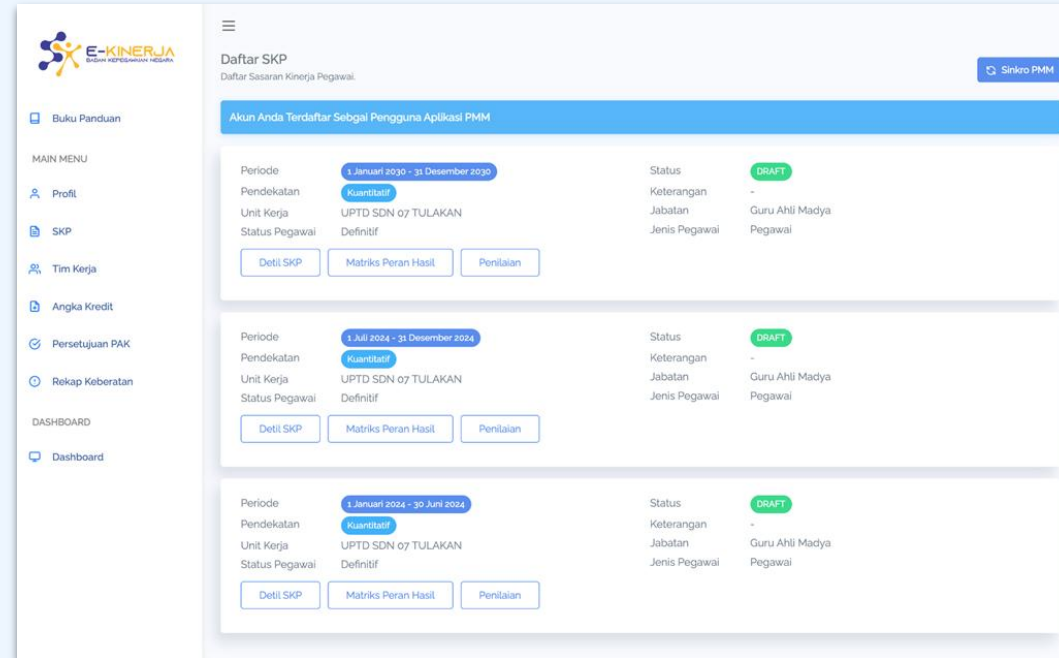 E-KINERJA
BADAN KEPEGAWAIAN NEGARA
Buku Panduan
MAIN MENU
Profil
SKP
Tim Kerja
Angka Kredit
Persetujuan PAK
Rekap Keberatan
DASHBOARD
Dashboard
Daftar SKP
Daftar Sasaran Kinerja Pegawai.
Sinkro PMM
Akun Anda Terdaftar Sebgai Pengguna Aplikasi PMM
Periode 1 Januari 2030 - 31 Desember 2030 Status DRAFT
Pendekatan Kuantitatif Keterangan -
Unit Kerja UPTD SDN 07 TULAKAN Jabatan Guru Ahli Madya
Status Pegawai Definitif Jenis Pegawai Pegawai
Detil SKP Matriks Peran Hasil Penilaian
Periode 1 Juli 2024 - 31 Desember 2024 Status DRAFT
Pendekatan Kuantitatif Keterangan -
Unit Kerja UPTD SDN 07 TULAKAN Jabatan Guru Ahli Madya
Status Pegawai Definitif Jenis Pegawai Pegawai
Detil SKP Matriks Peran Hasil Penilaian
Periode 1 Januari 2024 - 30 Juni 2024 Status DRAFT
Pendekatan Kuantitatif Keterangan -
Unit Kerja UPTD SDN 07 TULAKAN Jabatan Guru Ahli Madya
Status Pegawai Definitif Jenis Pegawai Pegawai
Detil SKP Matriks Peran Hasil Penilaian